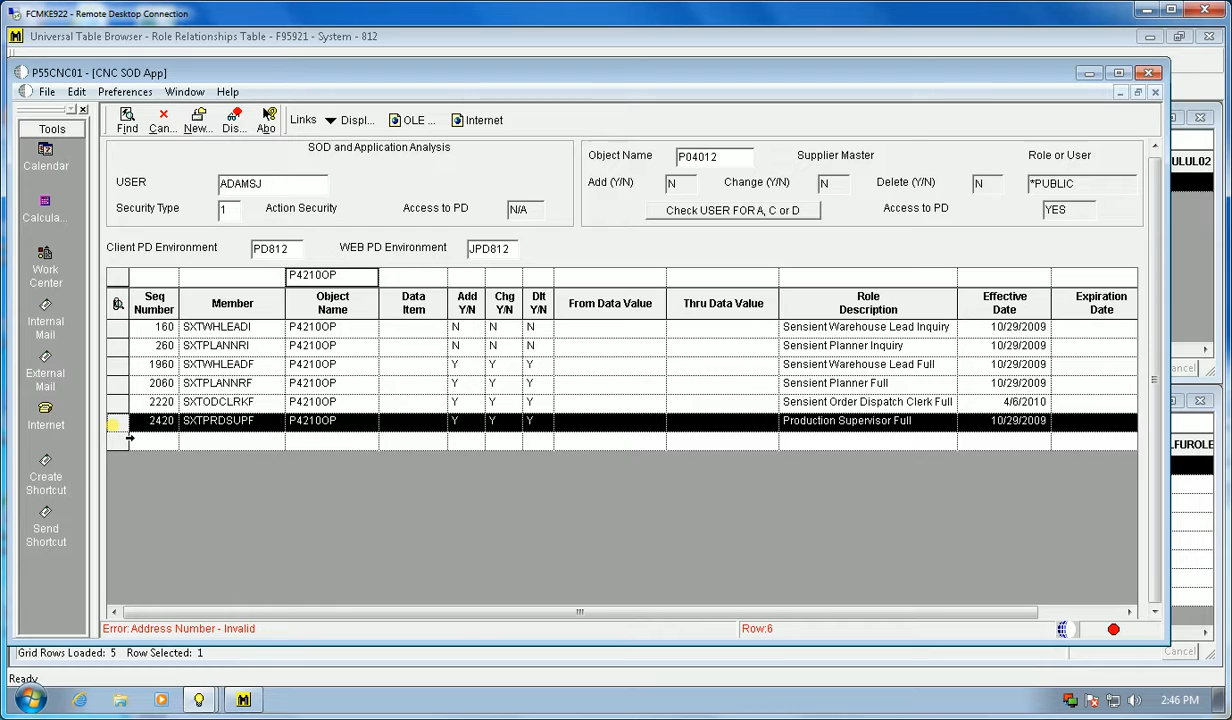 FCMKE922 - Remote Desktop Connection
Universal Table Browser - Role Relationships Table - F95921 - System - 812
P55CNC01 - [CNC SOD App]
File Edit Preferences Window Help
Tools
Calendar
Calcula...
Work
Center
Internal
Mail
External
Mail
Internet
Create
Shortcut
Send
Shortcut
Find Can... New... Dis... Abo
Links Displ... OLE ... Internet
SOD and Application Analysis
USER ADAMSJ
Security Type 1 Action Security Access to PD N/A
Object Name P04012 Supplier Master Role or User
Add (Y/N) N Change (Y/N) N Delete (Y/N) N *PUBLIC
Check USER FOR A, C or D Access to PD YES
Client PD Environment PD812 WEB PD Environment JPD812
P4210OP
Seq Number Member Object Name Data Item Add Y/N Chg Y/N Dlt Y/N From Data Value Thru Data Value Role Description Effective Date Expiration Date
160 SXTWHLEADI P4210OP N N N Sensient Warehouse Lead Inquiry 10/29/2009
260 SXTPLANNRI P4210OP N N N Sensient Planner Inquiry 10/29/2009
1960 SXTWHLEADF P4210OP Y Y Y Sensient Warehouse Lead Full 10/29/2009
2060 SXTPLANNRF P4210OP Y Y Y Sensient Planner Full 10/29/2009
2220 SXTODCLRKF P4210OP Y Y Y Sensient Order Dispatch Clerk Full 4/6/2010
2420 SXTPRDSUPF P4210OP Y Y Y Production Supervisor Full 10/29/2009
Error: Address Number - Invalid Row:6
ULUL02
ancel
LFUROLE
Grid Rows Loaded: 5 Row Selected: 1 Cancel
Ready
2:46 PM